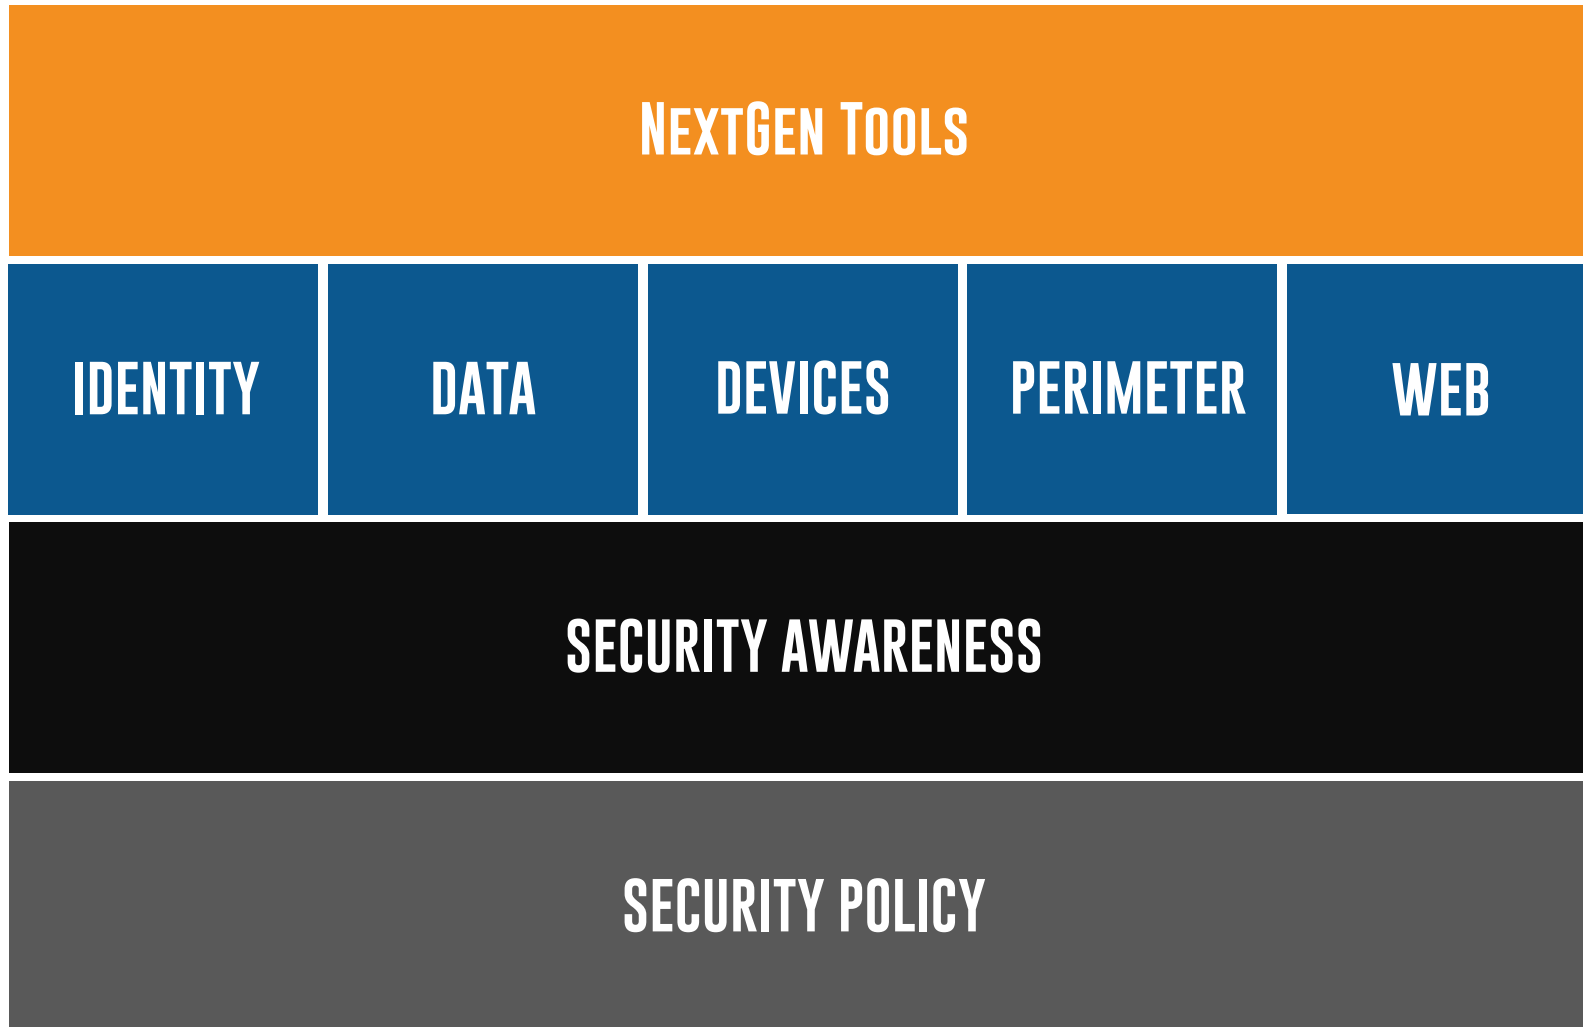 NextGen Tools
IDENTITY
DATA
DEVICES
PERIMETER
WEB
SECURITY AWARENESS
SECURITY POLICY